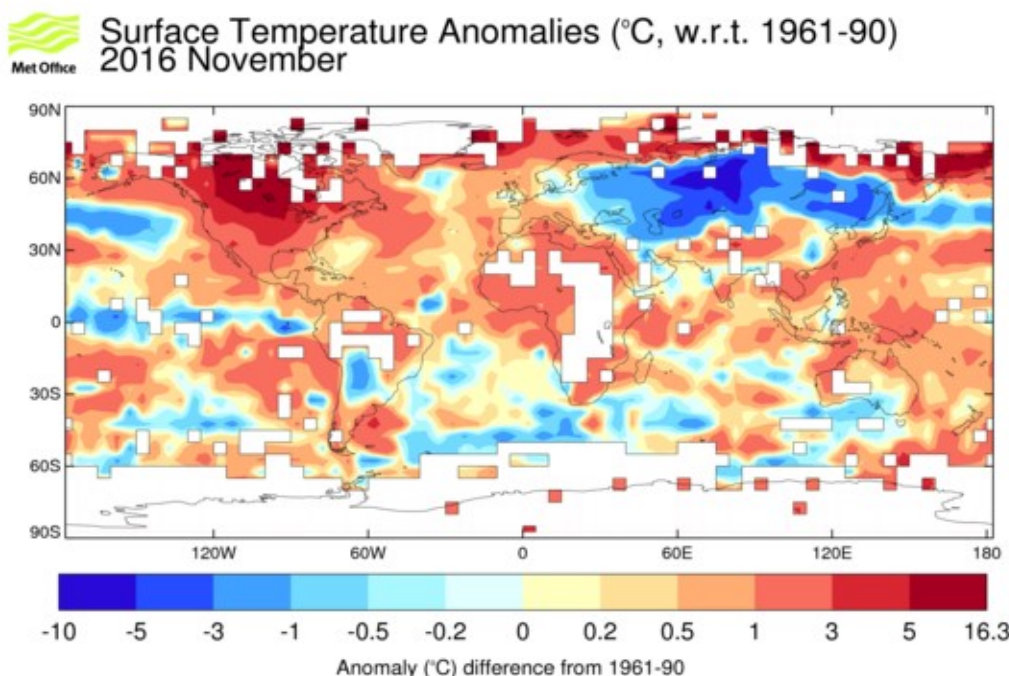 Met Office
Surface Temperature Anomalies (°C, w.r.t. 1961-90)
2016 November
90N
60N
30N
0
30S
60S
90S
120W
60W
0
60E
120E
180
-10
-5
-3
-1
-0.5
-0.2
0
0.2
0.5
1
3
5
16.3
Anomaly (°C) difference from 1961-90